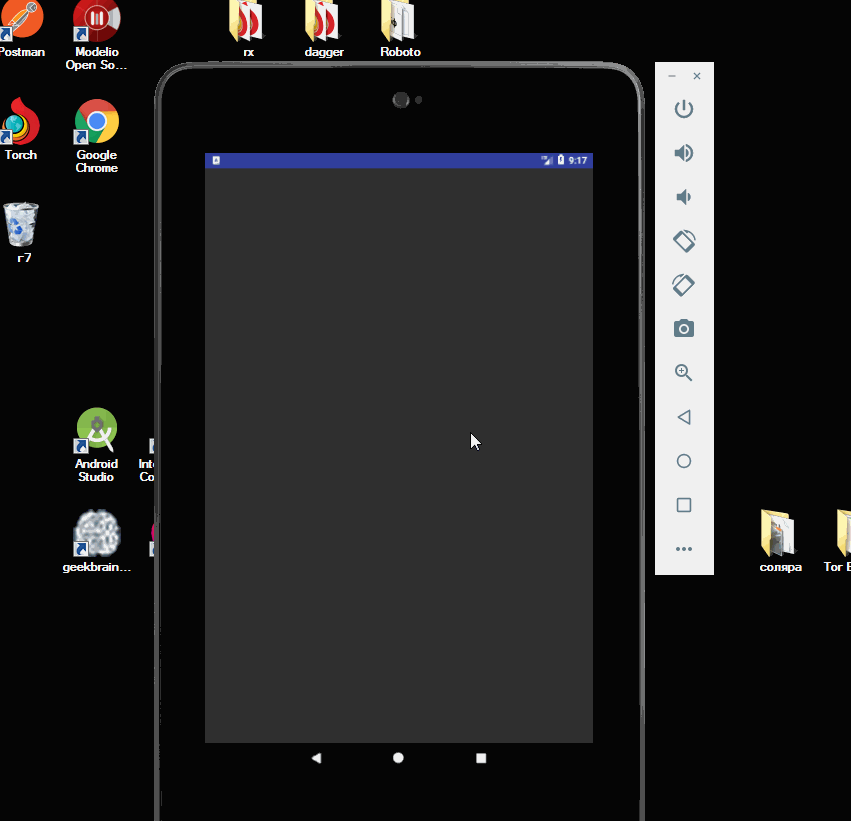 Postman
Modelio
Open So...
rx
dagger
Roboto
Torch
Google
Chrome
9:17
r7
Android
Studio
Int
Co
geekbrain...
соляра
Tor E